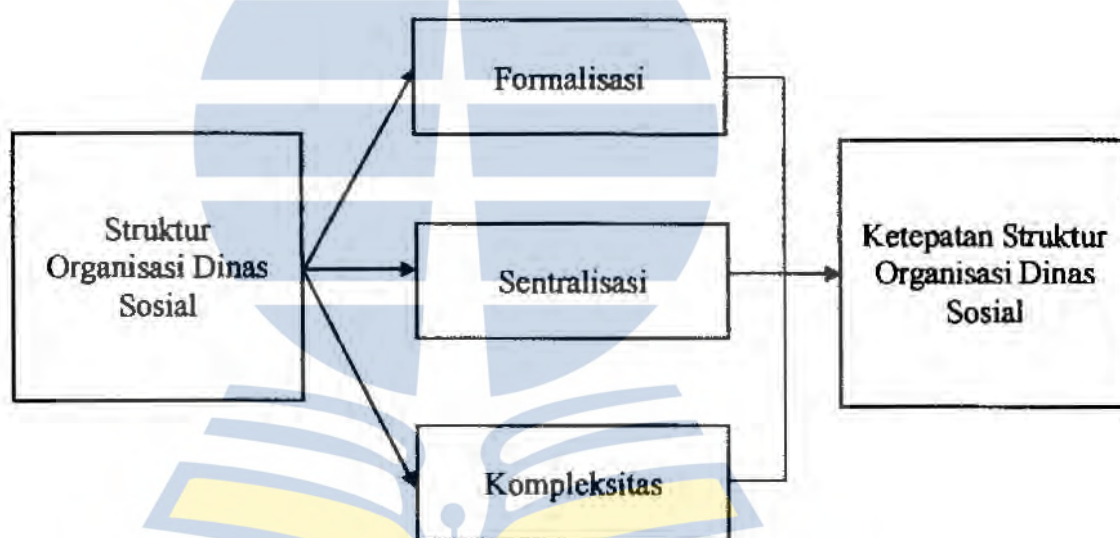 Formalisasi
Struktur
Organisasi Dinas
Sosial
Sentralisasi
Ketepatan Struktur
Organisasi Dinas
Sosial
Kompleksitas